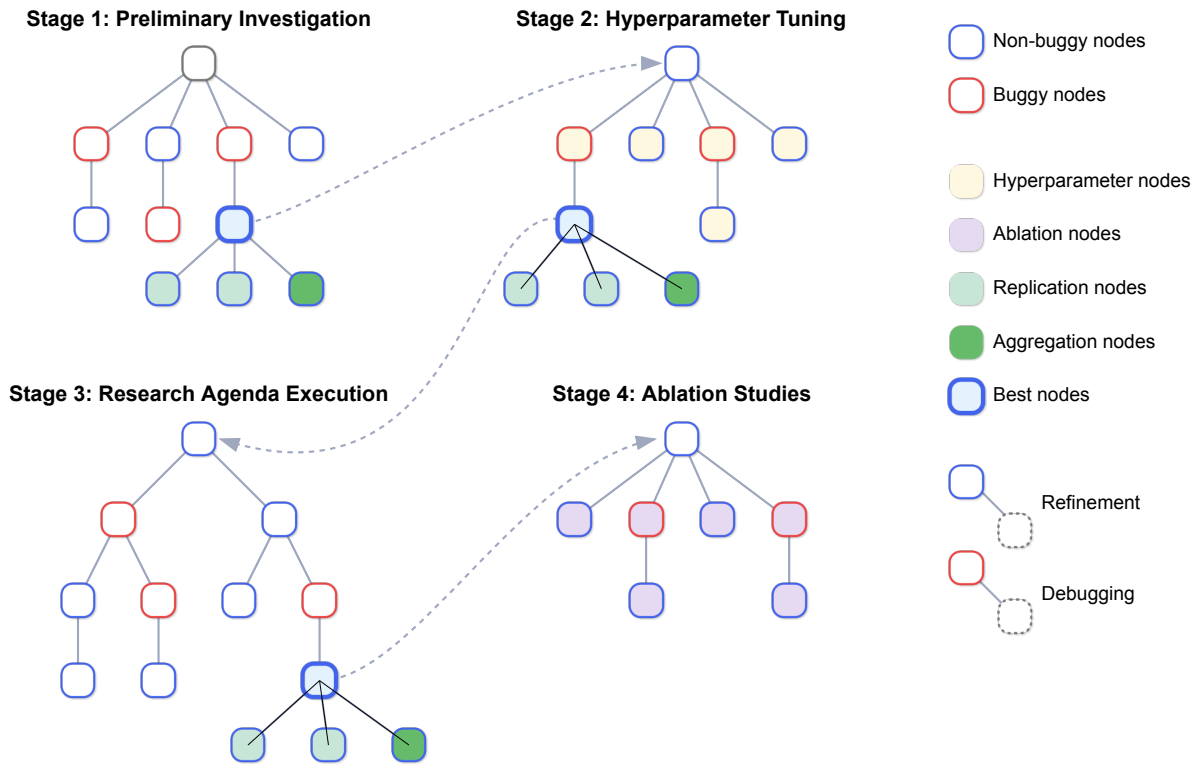 Stage 1: Preliminary Investigation
Stage 2: Hyperparameter Tuning
Non-buggy nodes
Buggy nodes
Hyperparameter nodes
Ablation nodes
Replication nodes
Aggregation nodes
Best nodes
Stage 3: Research Agenda Execution
Stage 4: Ablation Studies
Refinement
Debugging